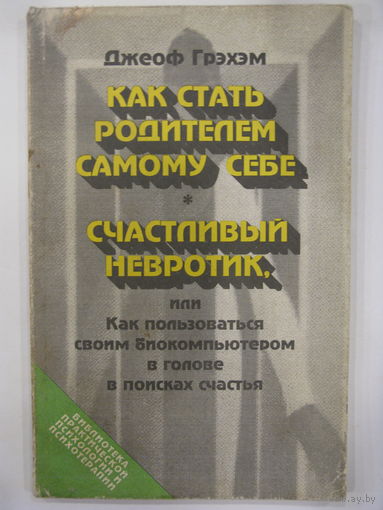 Джеоф Грэхэм
КАК СТАТЬ
РОДИТЕЛЕМ
САМОМУ СЕБЕ
*
СЧАСТЛИВЫЙ
НЕВРОТИК,
или
Как пользоваться
своим биокомпьютером
в голове
в поисках счастья
БИБЛИОТЕКА
ПРАКТИЧЕСКОЙ
ПСИХОЛОГИИ И
ПСИХОТЕРАПИИ